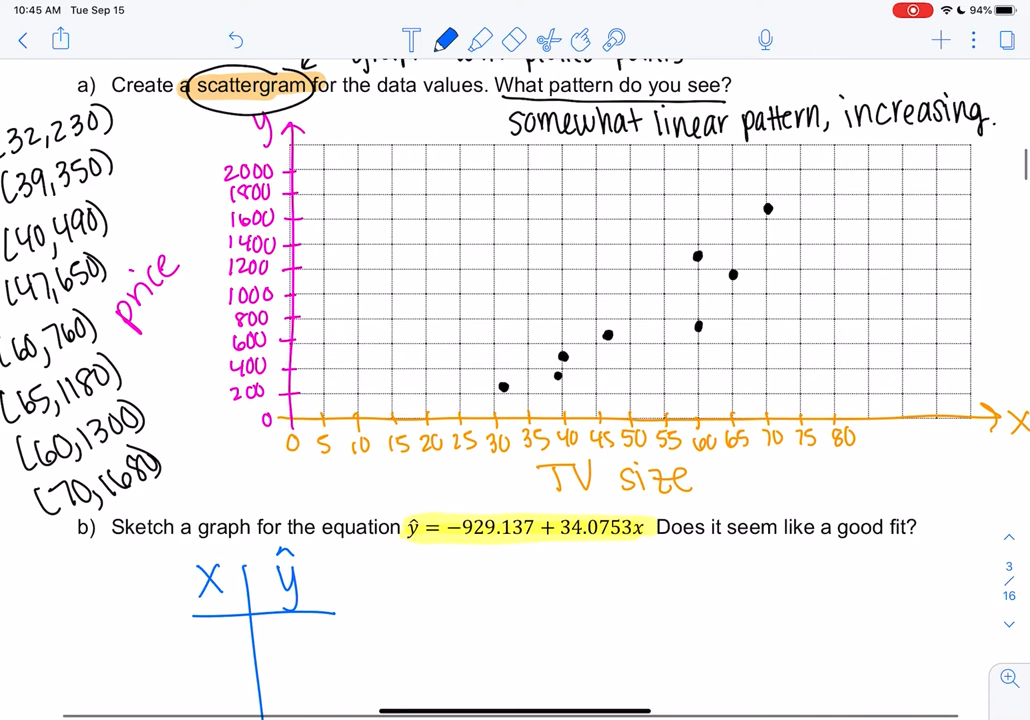 10:45 AM Tue Sep 15
94%
a) Create a scattergram for the data values. What pattern do you see?
somewhat linear pattern, increasing.
(32,230)
(39,350)
(40,490)
(47,650)
(60,760)
(65,1180)
(60,1300)
(70,1680)
price
y
2000
1800
1600
1400
1200
1000
800
600
400
200
0
0 5 10 15 20 25 30 35 40 45 50 55 60 65 70 75 80
x
TV size
b) Sketch a graph for the equation ŷ = −929.137 + 34.0753x Does it seem like a good fit?
x ŷ
3
/
16